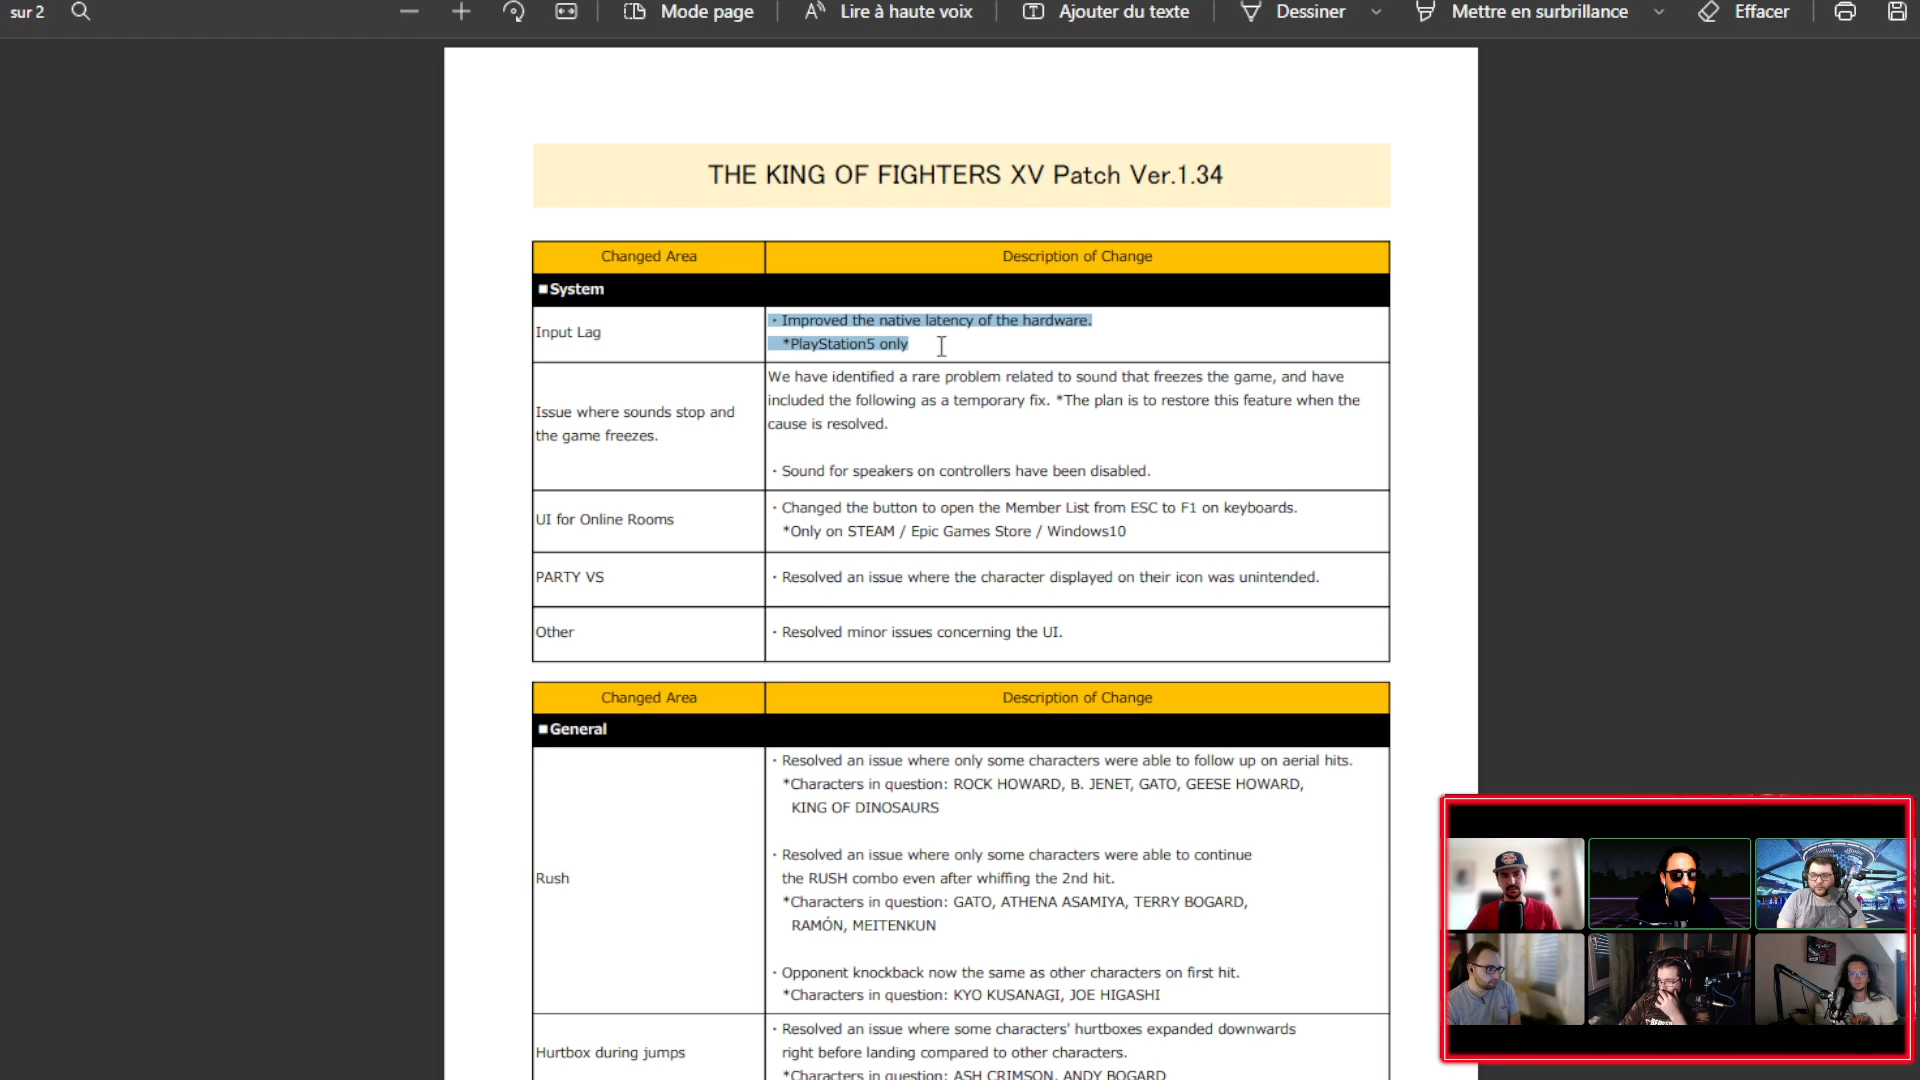 sur 2
Mode page
Lire à haute voix
Ajouter du texte
Dessiner
Mettre en surbrillance
Effacer
THE KING OF FIGHTERS XV Patch Ver.1.34
Changed Area
Description of Change
■System
Input Lag
・Improved the native latency of the hardware.
*PlayStation5 only
Issue where sounds stop and
the game freezes.
We have identified a rare problem related to sound that freezes the game, and have
included the following as a temporary fix. *The plan is to restore this feature when the
cause is resolved.
・Sound for speakers on controllers have been disabled.
UI for Online Rooms
・Changed the button to open the Member List from ESC to F1 on keyboards.
*Only on STEAM / Epic Games Store / Windows10
PARTY VS
・Resolved an issue where the character displayed on their icon was unintended.
Other
・Resolved minor issues concerning the UI.
Changed Area
Description of Change
■General
Rush
・Resolved an issue where only some characters were able to follow up on aerial hits.
*Characters in question: ROCK HOWARD, B. JENET, GATO, GEESE HOWARD,
KING OF DINOSAURS
・Resolved an issue where only some characters were able to continue
the RUSH combo even after whiffing the 2nd hit.
*Characters in question: GATO, ATHENA ASAMIYA, TERRY BOGARD,
RAMÓN, MEITENKUN
・Opponent knockback now the same as other characters on first hit.
*Characters in question: KYO KUSANAGI, JOE HIGASHI
Hurtbox during jumps
・Resolved an issue where some characters' hurtboxes expanded downwards
right before landing compared to other characters.
*Characters in question: ASH CRIMSON, ANDY BOGARD